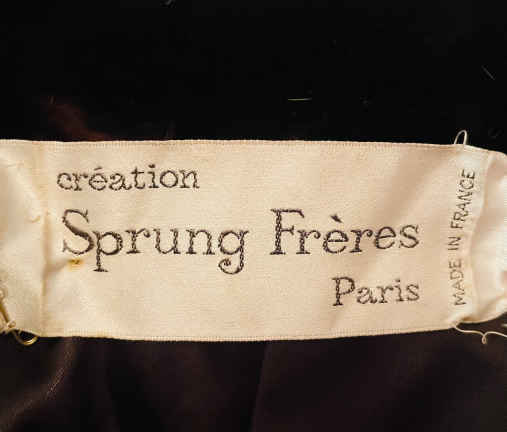 création
Sprung Frères
Paris
MADE IN FRANCE